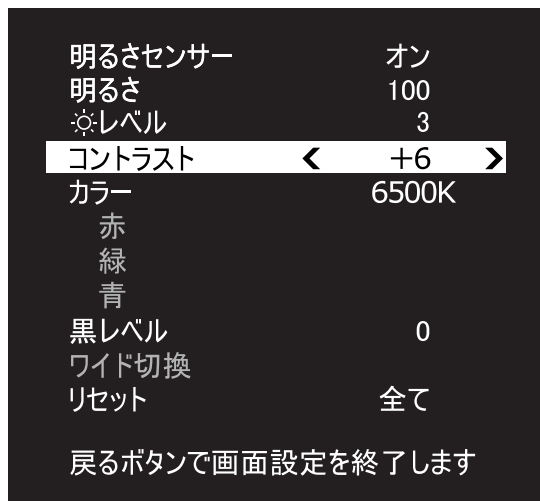 明るさセンサー オン
明るさ 100
☼レベル 3
コントラスト < +6 >
カラー 6500K
赤
緑
青
黒レベル 0
ワイド切換
リセット 全て
戻るボタンで画面設定を終了します